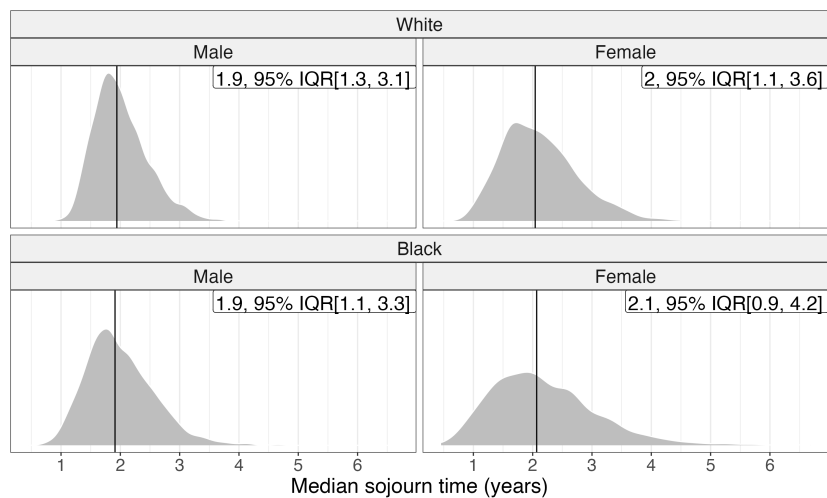 White
Male
Female
1.9, 95% IQR[1.3, 3.1]
2, 95% IQR[1.1, 3.6]
Black
Male
Female
1.9, 95% IQR[1.1, 3.3]
2.1, 95% IQR[0.9, 4.2]
1 2 3 4 5 6
1 2 3 4 5 6
Median sojourn time (years)